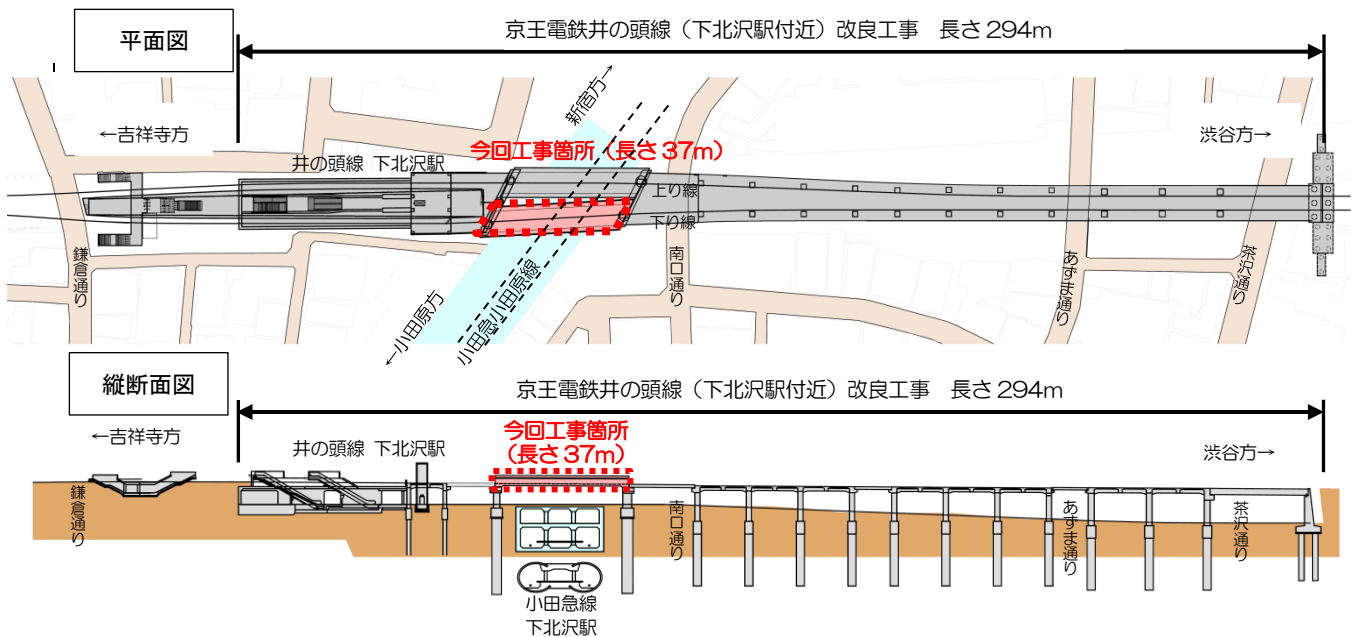 平面図
京王電鉄井の頭線（下北沢駅付近）改良工事 長さ294m
←吉祥寺方
新宿方→
渋谷方→
今回工事箇所（長さ37m）
井の頭線 下北沢駅
上り線
下り線
鎌倉通り
←小田原方
小田急小田原線
南口通り
あずま通り
茶沢通り
縦断面図
京王電鉄井の頭線（下北沢駅付近）改良工事 長さ294m
←吉祥寺方
井の頭線 下北沢駅
今回工事箇所
（長さ37m）
渋谷方→
鎌倉通り
南口通り
あずま通り
茶沢通り
小田急線
下北沢駅